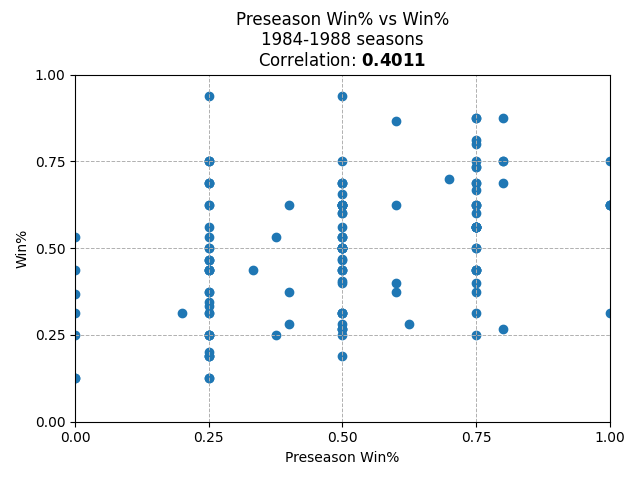 Preseason Win% vs Win%
1984-1988 seasons
Correlation: 0.4011
1.00
0.75
0.50
0.25
0.00
Win%
0.00 0.25 0.50 0.75 1.00
Preseason Win%